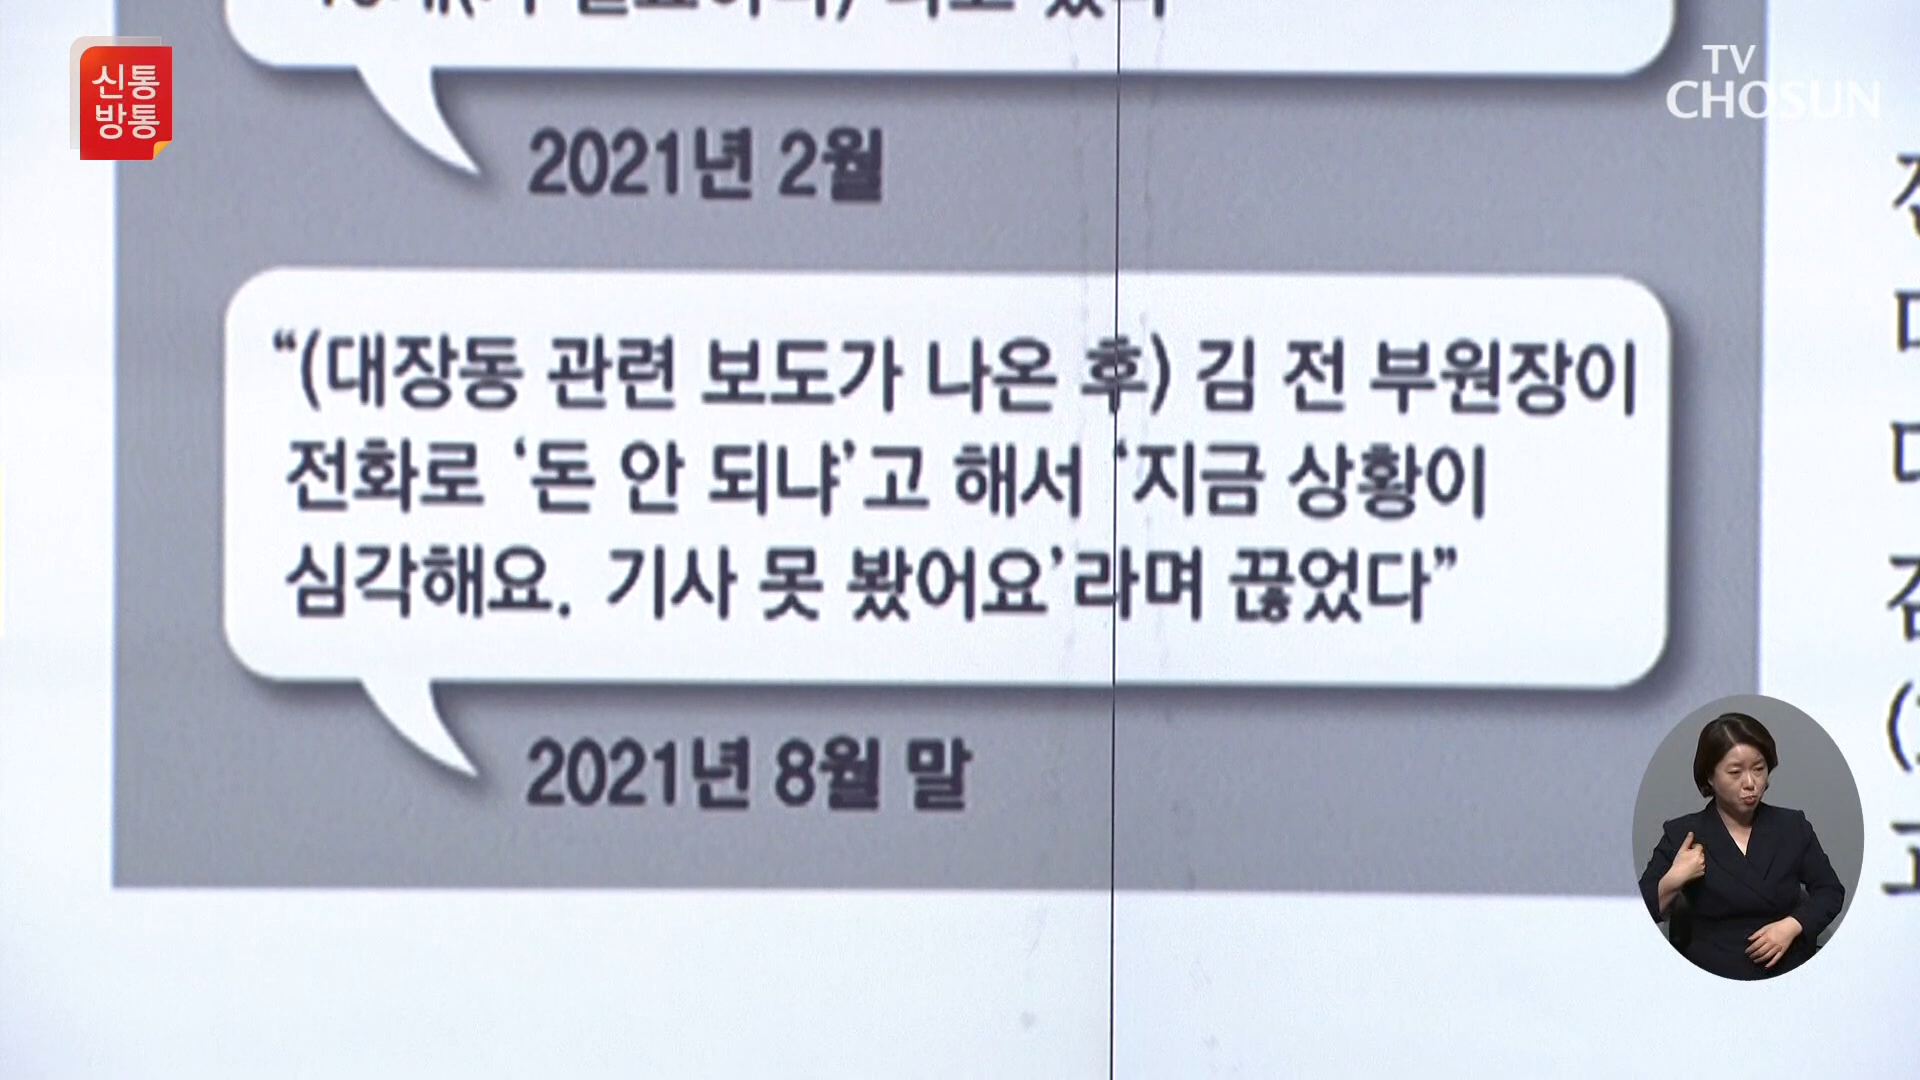 신통
방통
TV
CHOSUN
2021년 2월
“(대장동 관련 보도가 나온 후) 김 전 부원장이
전화로 ‘돈 안 되냐’고 해서 ‘지금 상황이
심각해요. 기사 못 봤어요’라며 끊었다”
2021년 8월 말